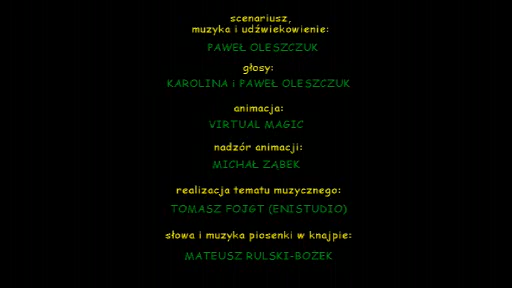 scenariusz,
muzyka i udźwiekowienie:
PAWEŁ OLESZCZUK
głosy:
KAROLINA i PAWEŁ OLESZCZUK
animacja:
VIRTUAL MAGIC
nadzór animacji:
MICHAŁ ZĄBEK
realizacja tematu muzycznego:
TOMASZ FOJGT (ENISTUDIO)
słowa i muzyka piosenki w knajpie:
MATEUSZ RULSKI-BOŻEK